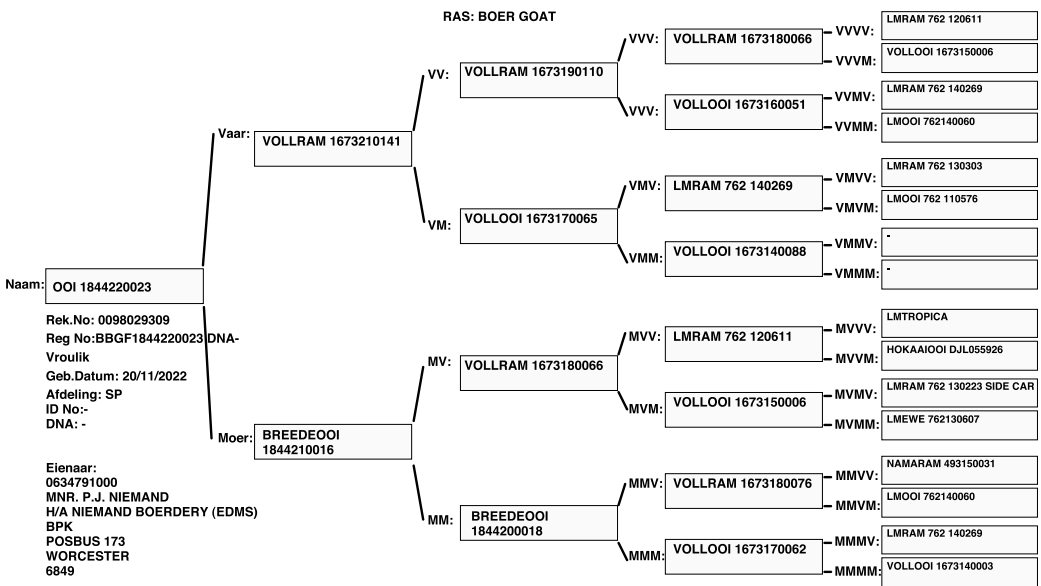 RAS: BOER GOAT
Naam: OOI 1844220023
Rek.No: 0098029309
Reg No:BBGF1844220023 DNA-
Vroulik
Geb.Datum: 20/11/2022
Afdeling: SP
ID No:-
DNA: -
Eienaar:
0634791000
MNR. P.J. NIEMAND
H/A NIEMAND BOERDERY (EDMS)
BPK
POSBUS 173
WORCESTER
6849
Vaar: VOLLRAM 1673210141
Moer: BREEDEOOI
1844210016
VV: VOLLRAM 1673190110
VM: VOLLOOI 1673170065
MV: VOLLRAM 1673180066
MM: BREEDEOOI
1844200018
VVV: VOLLRAM 1673180066
VVV: VOLLOOI 1673160051
VMV: LMRAM 762 140269
VMM: VOLLOOI 1673140088
MVV: LMRAM 762 120611
MVM: VOLLOOI 1673150006
MMV: VOLLRAM 1673180076
MMM: VOLLOOI 1673170062
VVVV: LMRAM 762 120611
VVVM: VOLLOOI 1673150006
VVMV: LMRAM 762 140269
VVMM: LMOOI 762140060
VMVV: LMRAM 762 130303
VMVM: LMOOI 762 110576
VMMV: -
VMMM: -
MVVV: LMTROPICA
MVVM: HOKAAIOOI DJL055926
MVMV: LMRAM 762 130223 SIDE CAR
MVMM: LMEWE 762130607
MMVV: NAMARAM 493150031
MMVM: LMOOI 762140060
MMMV: LMRAM 762 140269
MMMM: VOLLOOI 1673140003